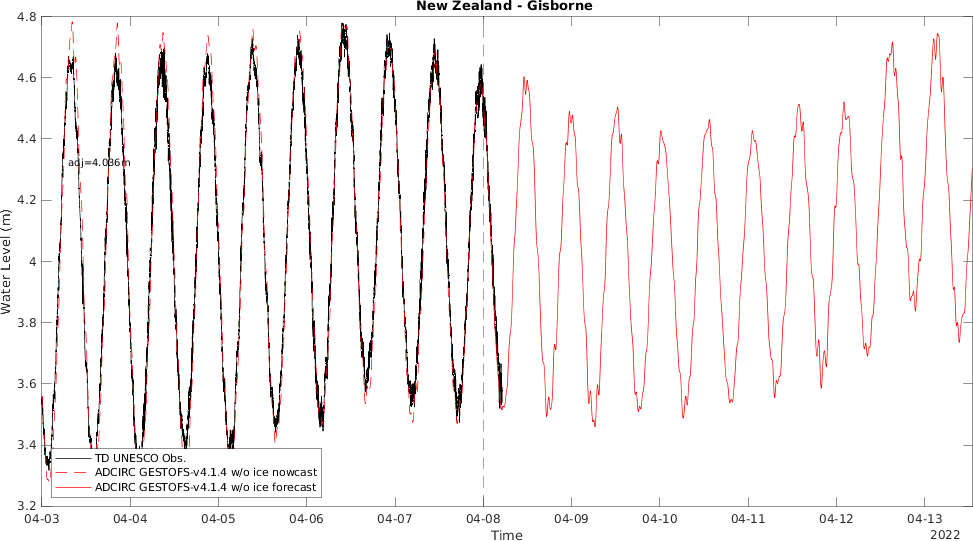 New Zealand - Gisborne
4.8
4.6
4.4
4.2
4
3.8
3.6
3.4
3.2
Water Level (m)
adj=4.036m
TD UNESCO Obs.
ADCIRC GESTOFS-v4.1.4 w/o ice nowcast
ADCIRC GESTOFS-v4.1.4 w/o ice forecast
04-03 04-04 04-05 04-06 04-07 04-08 04-09 04-10 04-11 04-12 04-13
Time
2022